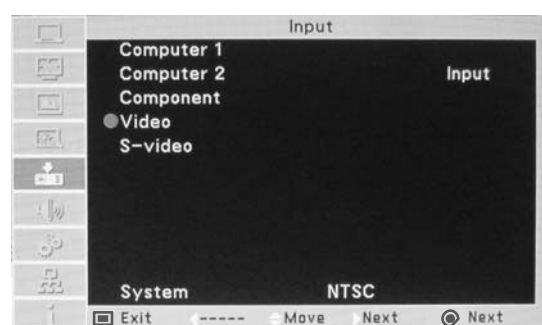 Input
Computer 1
Computer 2 Input
Component
Video
S-video
System NTSC
Exit ----- Move Next Next